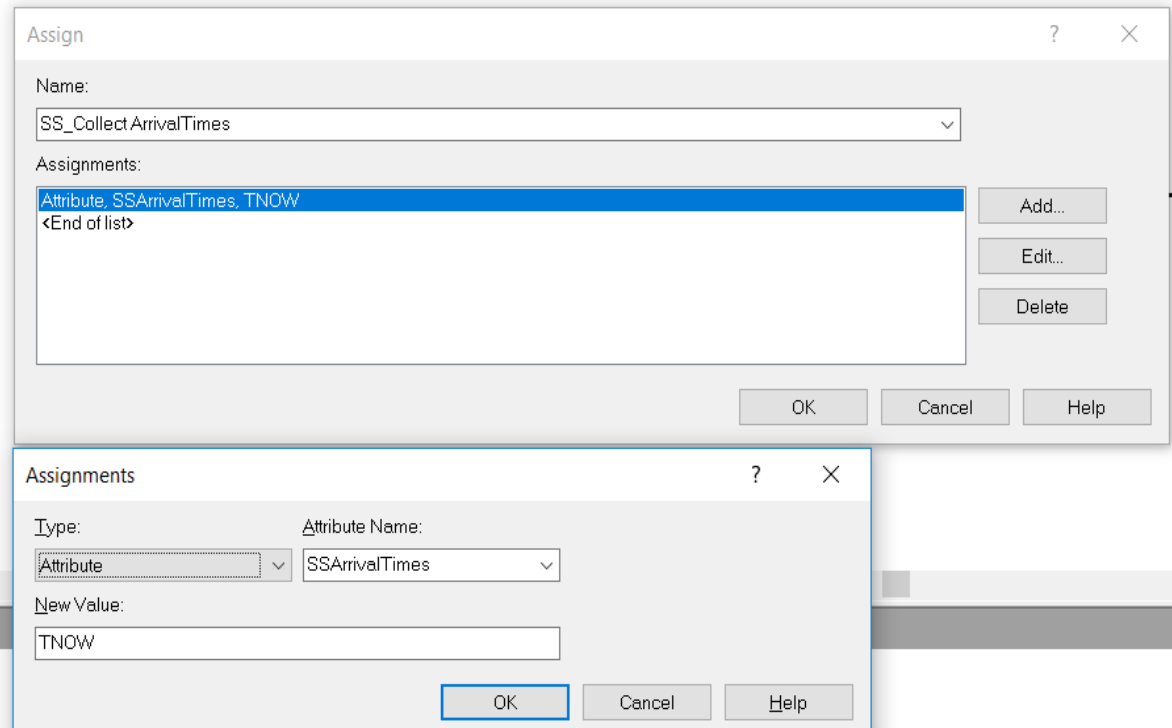 Assign
Name:
SS_Collect ArrivalTimes
Assignments:
Attribute, SSArrivalTimes, TNOW
<End of list>
Add...
Edit...
Delete
OK Cancel Help
Assignments
Type: Attribute Name:
Attribute SSArrivalTimes
New Value:
TNOW
OK Cancel Help